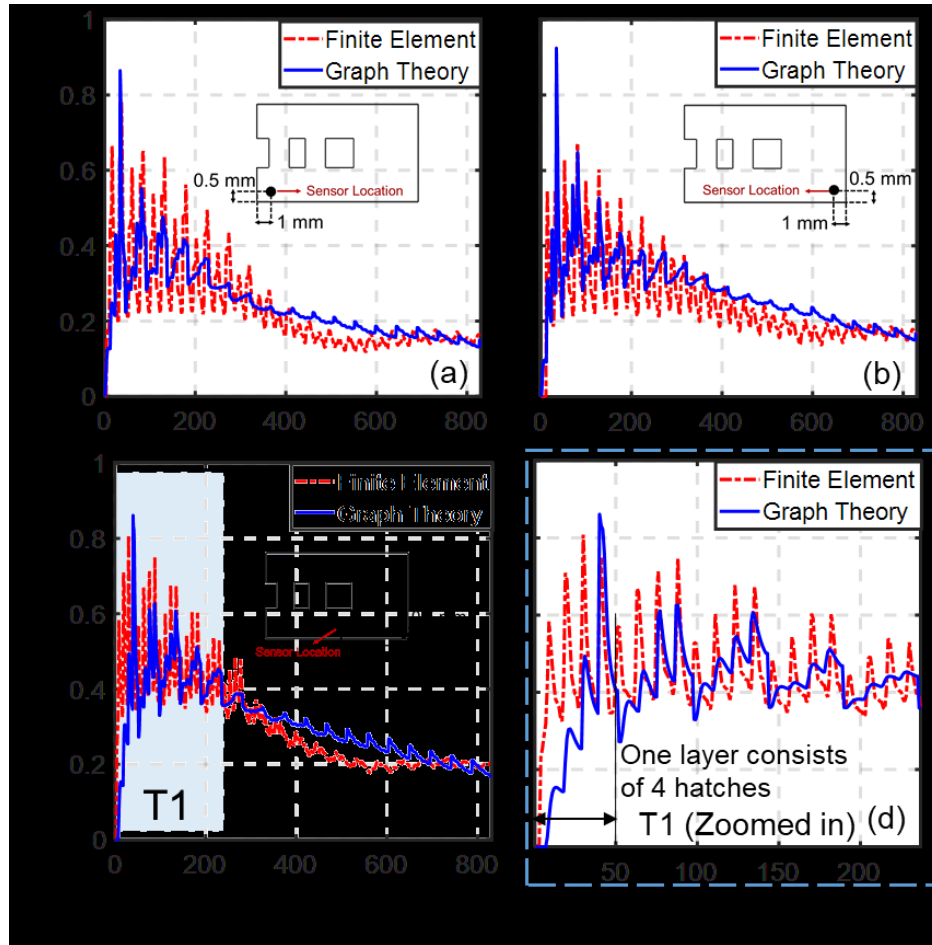 1
0.8
0.6
0.4
0.2
0
Finite Element
Graph Theory
0.5 mm
Sensor Location
1 mm
(a)
0 200 400 600 800
Finite Element
Graph Theory
0.5 mm
Sensor Location
1 mm
(b)
0 200 400 600 800
1
0.8
0.6
0.4
0.2
0
Finite Element
Graph Theory
Sensor Location
T1
0 200 400 600 800
Finite Element
Graph Theory
One layer consists
of 4 hatches
T1 (Zoomed in) (d)
50 100 150 200